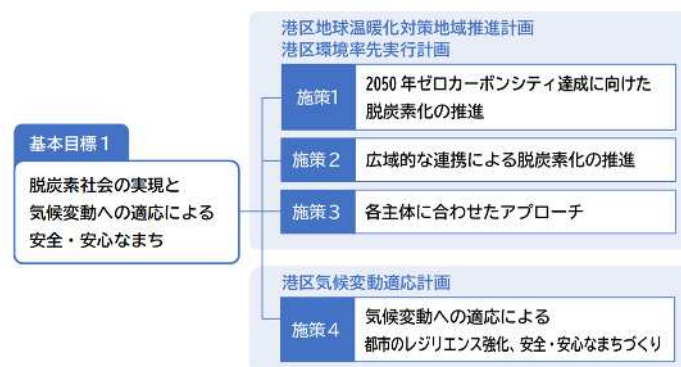 港区地球温暖化対策地域推進計画
港区環境率先実行計画
施策1
2050年ゼロカーボンシティ達成に向けた
脱炭素化の推進
基本目標1
脱炭素社会の実現と
気候変動への適応による
安全・安心なまち
施策2
広域的な連携による脱炭素化の推進
施策3
各主体に合わせたアプローチ
港区気候変動適応計画
施策4
気候変動への適応による
都市のレジリエンス強化、安全・安心なまちづくり